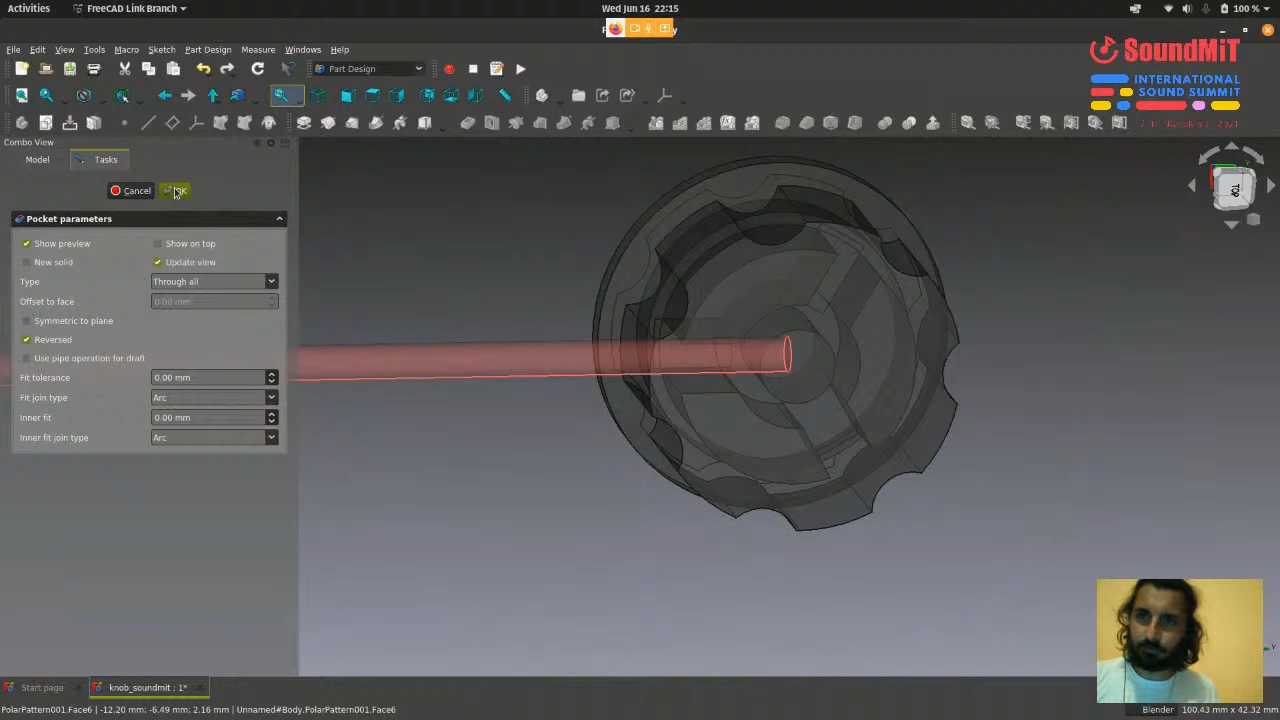 Activities FreeCAD Link Branch Wed Jun 16 22:15 100 %
File Edit View Tools Macro Sketch Part Design Measure Windows Help
SoundMiT
INTERNATIONAL
SOUND SUMMIT
Part Design
Combo View
Model Tasks
Cancel OK
Pocket parameters
Show preview Show on top
New solid Update view
Type Through all
Offset to face 0.00 mm
Symmetric to plane
Reversed
Use pipe operation for draft
Fit tolerance 0.00 mm
Fit join type Arc
Inner fit 0.00 mm
Inner fit join type Arc
TOP
Start page knob_soundmit : 1*
PolarPattern001.Face6 | -12.20 mm; -6.49 mm; 2.16 mm | Unnamed#Body.PolarPattern001.Face6 Blender 100.43 mm x 42.32 mm